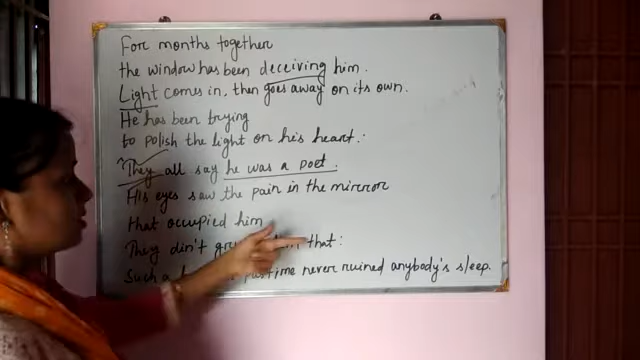 For months together
the window has been deceiving him.
Light comes in, then goes away on its own.
He has been trying
to polish the light on his heart.
They all say he was a poet.
His eyes saw the pain in the mirror
that occupied him
They din't that:
Such a pastime never ruined anybody's sleep.